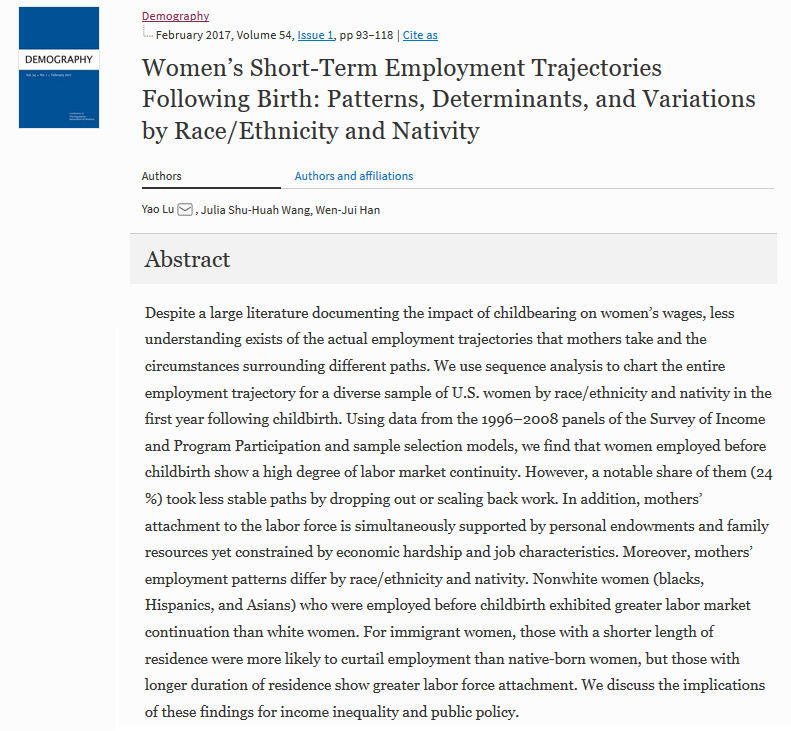 Demography
February 2017, Volume 54, Issue 1, pp 93–118 | Cite as
DEMOGRAPHY
Women’s Short-Term Employment Trajectories
Following Birth: Patterns, Determinants, and Variations
by Race/Ethnicity and Nativity
Authors Authors and affiliations
Yao Lu , Julia Shu-Huah Wang, Wen-Jui Han
Abstract
Despite a large literature documenting the impact of childbearing on women’s wages, less
understanding exists of the actual employment trajectories that mothers take and the
circumstances surrounding different paths. We use sequence analysis to chart the entire
employment trajectory for a diverse sample of U.S. women by race/ethnicity and nativity in the
first year following childbirth. Using data from the 1996–2008 panels of the Survey of Income
and Program Participation and sample selection models, we find that women employed before
childbirth show a high degree of labor market continuity. However, a notable share of them (24
%) took less stable paths by dropping out or scaling back work. In addition, mothers’
attachment to the labor force is simultaneously supported by personal endowments and family
resources yet constrained by economic hardship and job characteristics. Moreover, mothers’
employment patterns differ by race/ethnicity and nativity. Nonwhite women (blacks,
Hispanics, and Asians) who were employed before childbirth exhibited greater labor market
continuation than white women. For immigrant women, those with a shorter length of
residence were more likely to curtail employment than native-born women, but those with
longer duration of residence show greater labor force attachment. We discuss the implications
of these findings for income inequality and public policy.